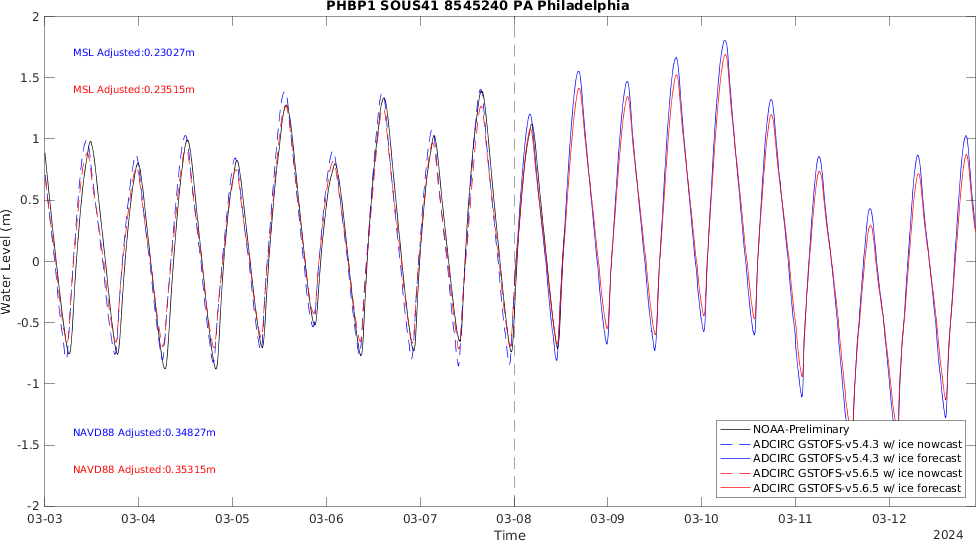 PHBP1 SOUS41 8545240 PA Philadelphia
2
1.5
1
0.5
0
-0.5
-1
-1.5
-2
Water Level (m)
MSL Adjusted:0.23027m
MSL Adjusted:0.23515m
NAVD88 Adjusted:0.34827m
NAVD88 Adjusted:0.35315m
NOAA-Preliminary
ADCIRC GSTOFS-v5.4.3 w/ ice nowcast
ADCIRC GSTOFS-v5.4.3 w/ ice forecast
ADCIRC GSTOFS-v5.6.5 w/ ice nowcast
ADCIRC GSTOFS-v5.6.5 w/ ice forecast
03-03 03-04 03-05 03-06 03-07 03-08 03-09 03-10 03-11 03-12
Time
2024